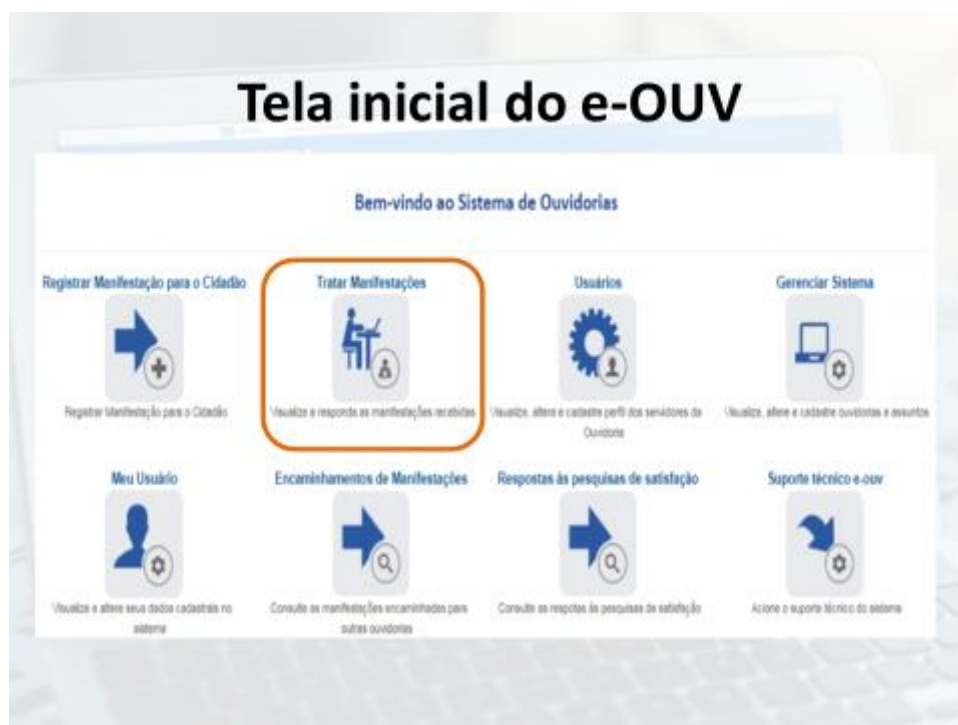 Tela inicial do e-OUV
Bem-vindo ao Sistema de Ouvidorias
Registrar Manifestação para o Cidadão
Tratar Manifestações
Usuários
Gerenciar Sistema
Registrar Manifestação para o Cidadão
Visualize e responda as manifestações recebidas
Visualize, altere e cadastre perfil dos servidores da
Ouvidoria
Visualize, altere e cadastre ouvidorias e assuntos
Meu Usuário
Encaminhamentos de Manifestações
Respostas às pesquisas de satisfação
Suporte técnico e-ouv
Visualize e altere seus dados cadastrais no
sistema
Consulte as manifestações encaminhadas para
outras ouvidorias
Consulte as respotas às pesquisas de satisfação
Acione o suporte técnico do sistema